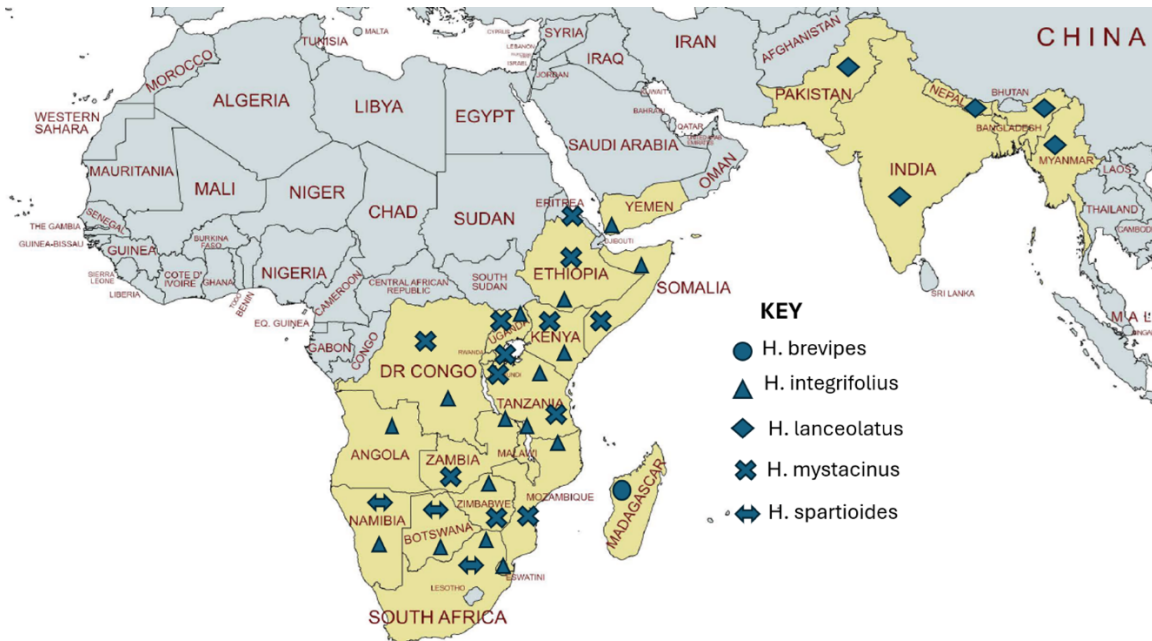 MALTA
TUNISIA
MOROCCO
CYPRUS
LEBANON
ISRAEL
SYRIA
IRAQ
IRAN
AFGHANISTAN
CHINA
JORDAN
KUWAIT
BAHRAIN
QATAR
PAKISTAN
NEPAL
BHUTAN
BANGLADESH
WESTERN
SAHARA
ALGERIA
LIBYA
EGYPT
SAUDI ARABIA
OMAN
INDIA
MYANMAR
LAOS
THAILAND
CAMBOD
MAURITANIA
MALI
NIGER
CHAD
SUDAN
ERITREA
YEMEN
DJIBOUTI
SENEGAL
THE GAMBIA
GUINEA-BISSAU
GUINEA
SIERRA
LEONE
LIBERIA
COTE D'
IVOIRE
BURKINA
FASO
GHANA
TOGO
BENIN
NIGERIA
CAMEROON
CENTRAL AFRICAN
REPUBLIC
SOUTH
SUDAN
ETHIOPIA
SOMALIA
SRI LANKA
MAL
EQ. GUINEA
GABON
CONGO
DR CONGO
UGANDA
KENYA
RWANDA
UNDI
TANZANIA
ANGOLA
ZAMBIA
MALAWI
MOZAMBIQUE
ZIMBABWE
NAMIBIA
BOTSWANA
MADAGASCAR
ESWATINI
LESOTHO
SOUTH AFRICA
KEY
H. brevipes
H. integrifolius
H. lanceolatus
H. mystacinus
H. spartioides